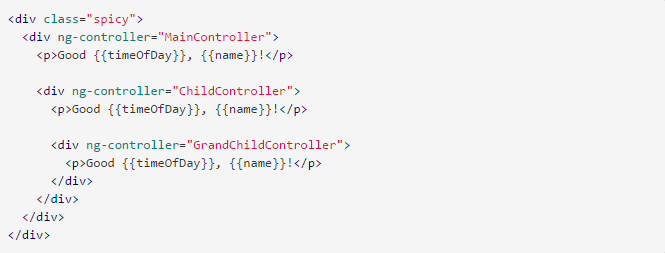 <div class="spicy">
  <div ng-controller="MainController">
    <p>Good {{timeOfDay}}, {{name}}!</p>

    <div ng-controller="ChildController">
      <p>Good {{timeOfDay}}, {{name}}!</p>

      <div ng-controller="GrandChildController">
        <p>Good {{timeOfDay}}, {{name}}!</p>
      </div>
    </div>
  </div>
</div>